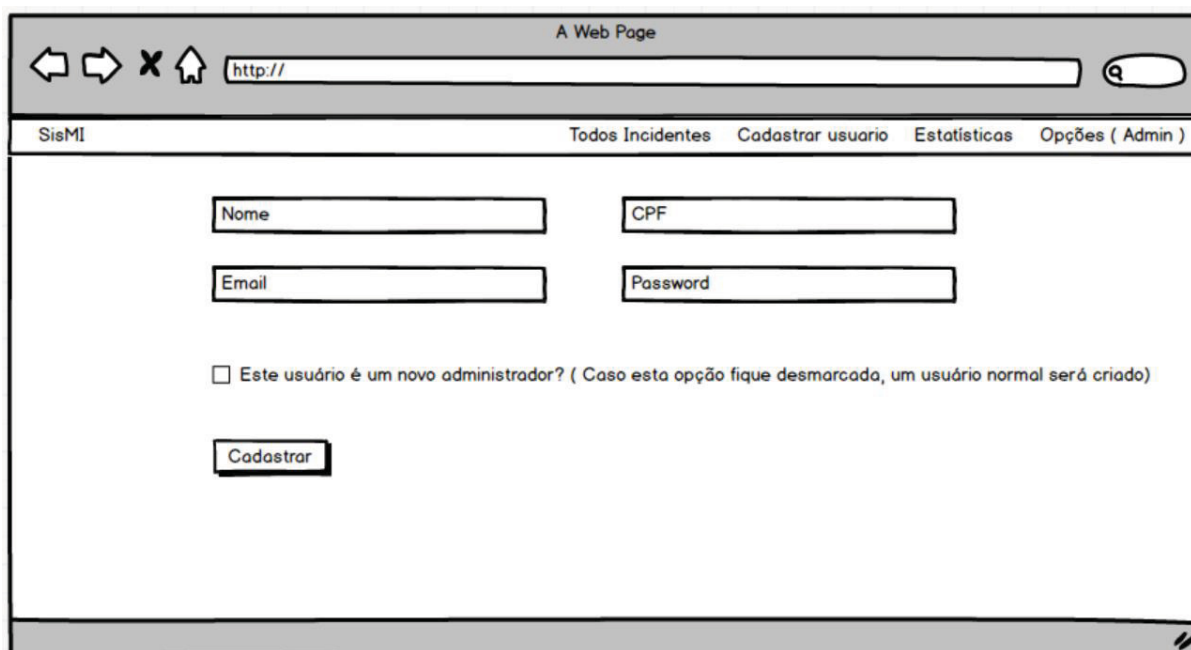 A Web Page
http://
SisMI Todos Incidentes Cadastrar usuario Estatísticas Opções ( Admin )
Nome CPF
Email Password
Este usuário é um novo administrador? ( Caso esta opção fique desmarcada, um usuário normal será criado)
Cadastrar